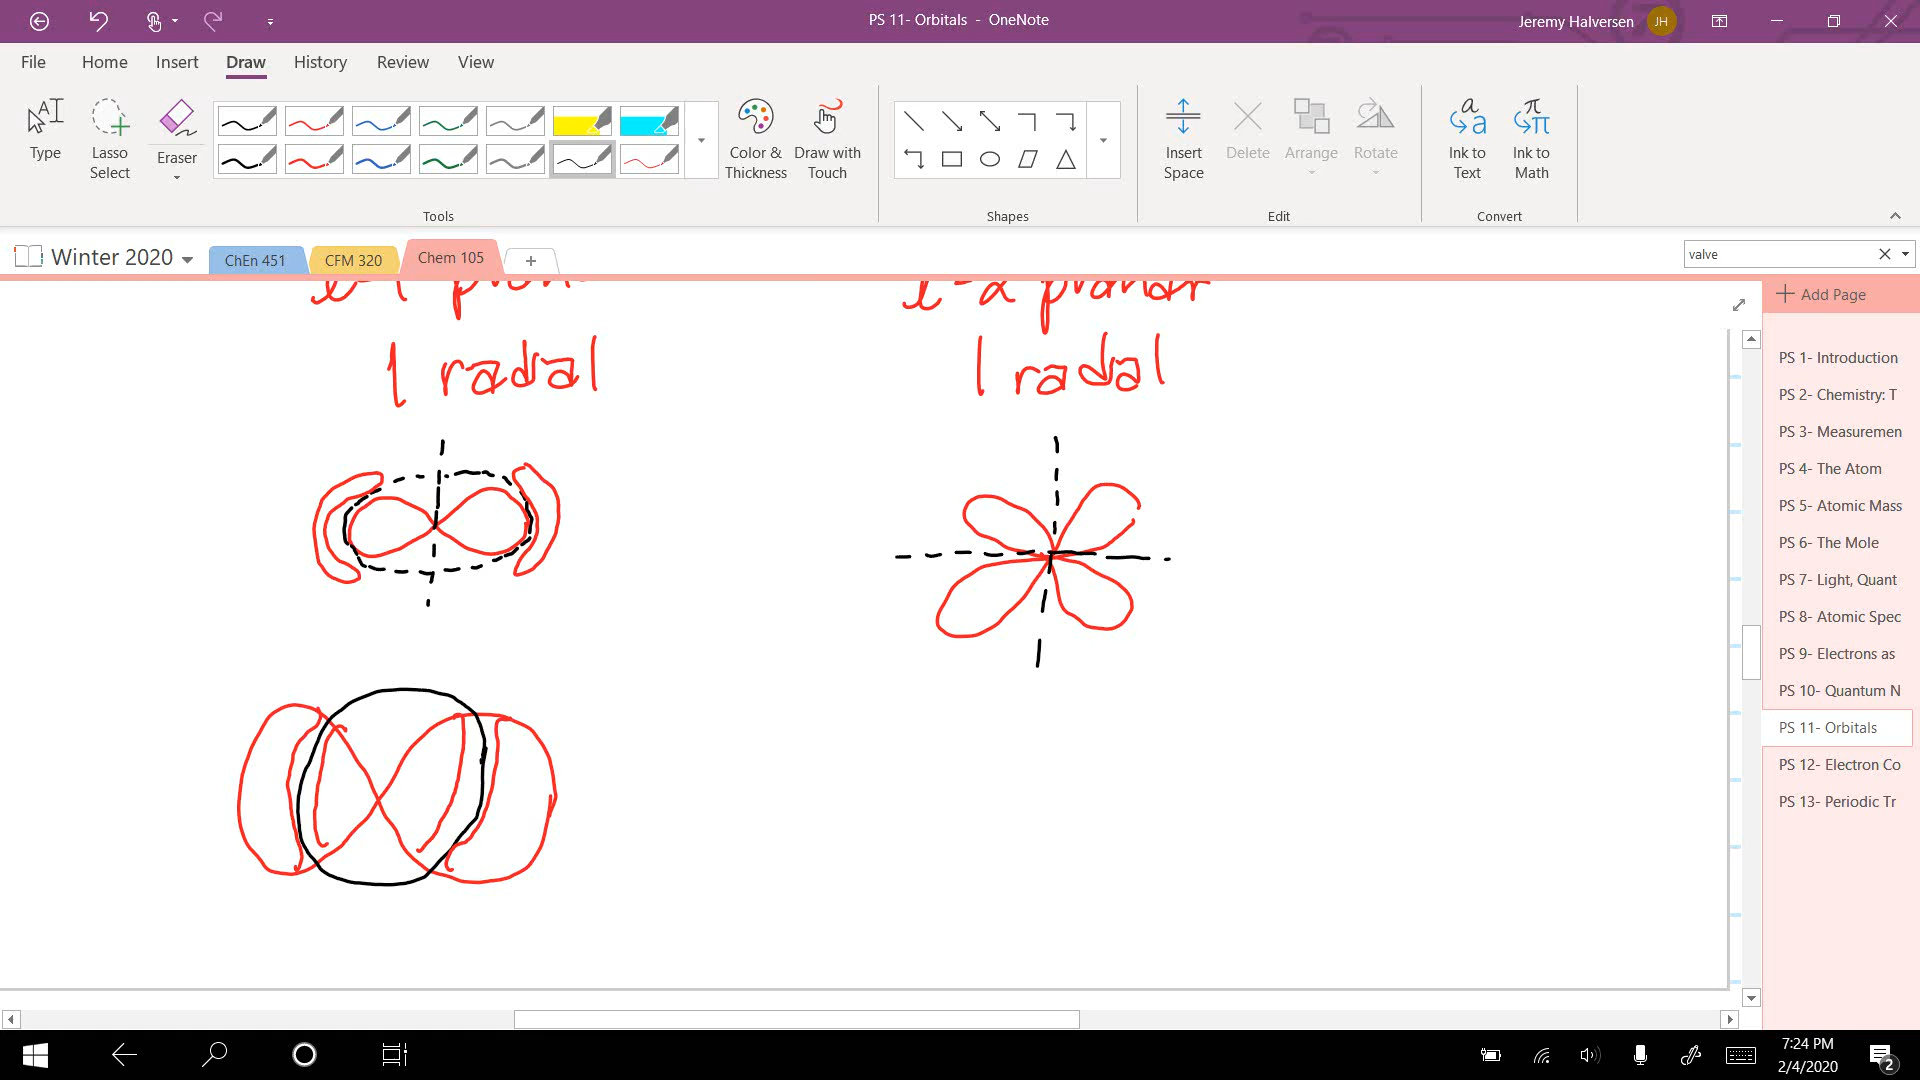 PS 11- Orbitals - OneNote
Jeremy Halversen
JH
File Home Insert Draw History Review View
Type
Lasso Select
Eraser
Color & Thickness
Draw with Touch
Insert Space
Delete
Arrange
Rotate
Ink to Text
Ink to Math
Tools
Shapes
Edit
Convert
Winter 2020
ChEn 451
CFM 320
Chem 105
+
valve
Add Page
PS 1- Introduction
PS 2- Chemistry: T
PS 3- Measuremen
PS 4- The Atom
PS 5- Atomic Mass
PS 6- The Mole
PS 7- Light, Quant
PS 8- Atomic Spec
PS 9- Electrons as
PS 10- Quantum N
PS 11- Orbitals
PS 12- Electron Co
PS 13- Periodic Tr
1 radal
1 radal
7:24 PM
2/4/2020
2